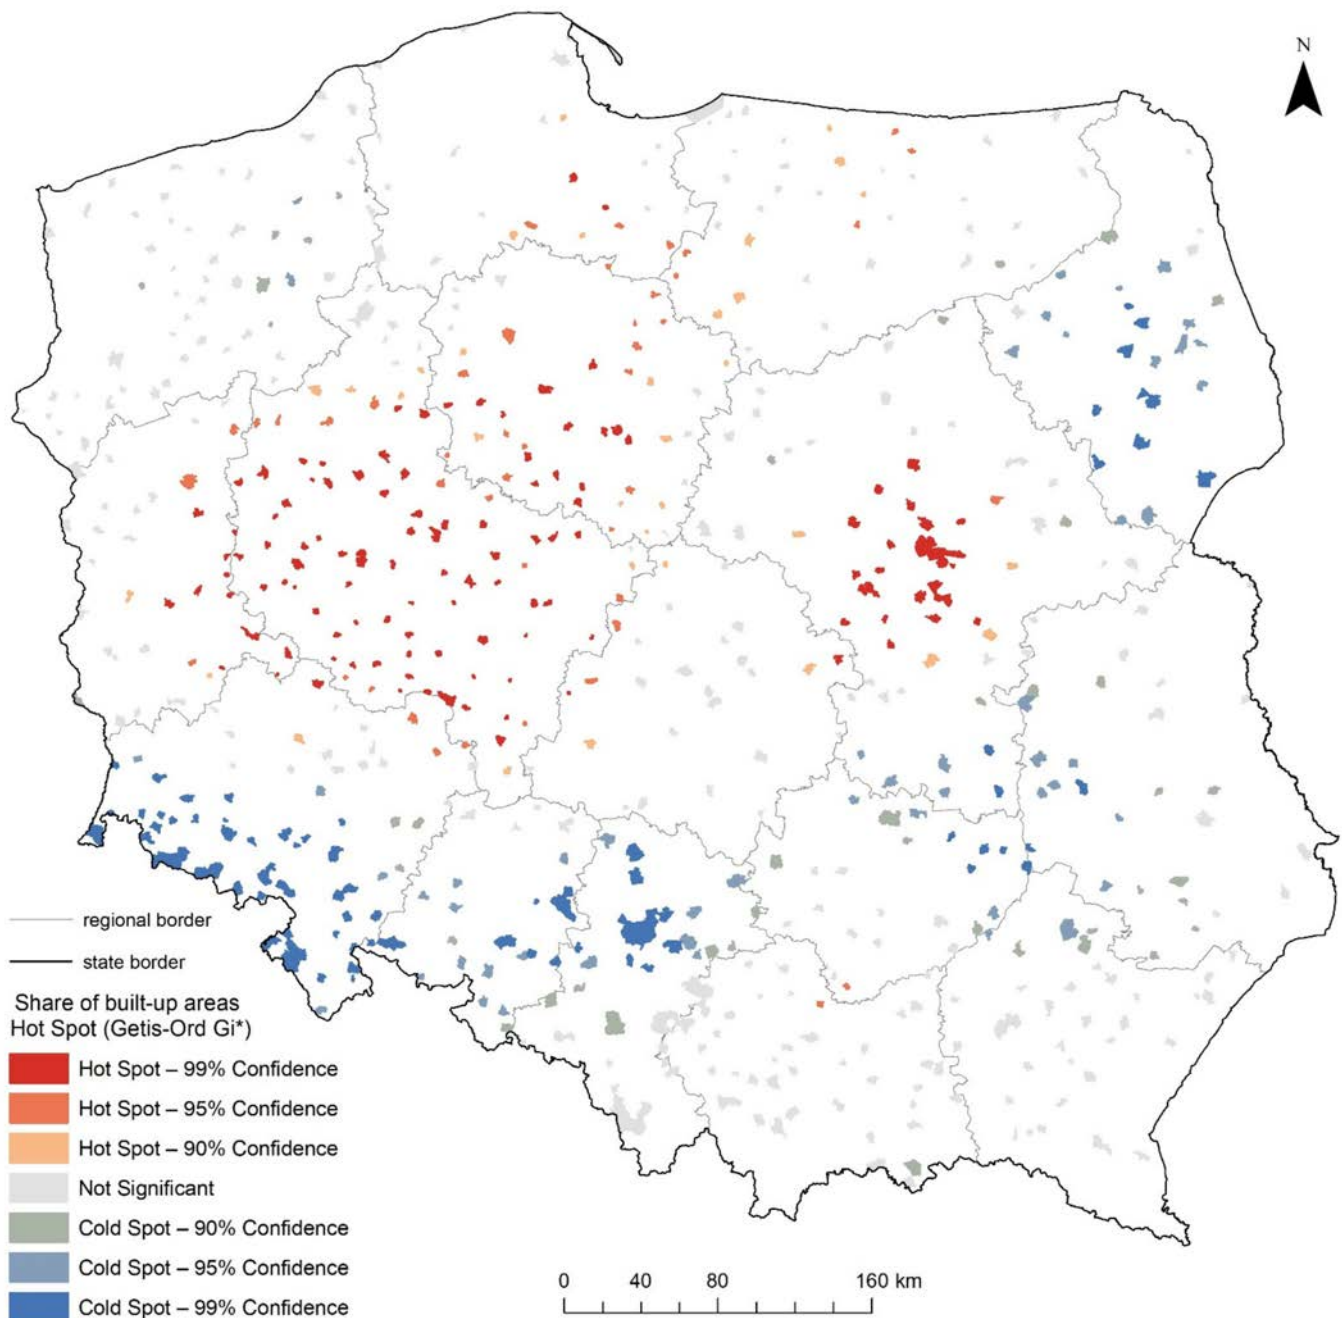 N
regional border
state border
Share of built-up areas
Hot Spot (Getis-Ord Gi*)
Hot Spot – 99% Confidence
Hot Spot – 95% Confidence
Hot Spot – 90% Confidence
Not Significant
Cold Spot – 90% Confidence
Cold Spot – 95% Confidence
Cold Spot – 99% Confidence
0 40 80 160 km